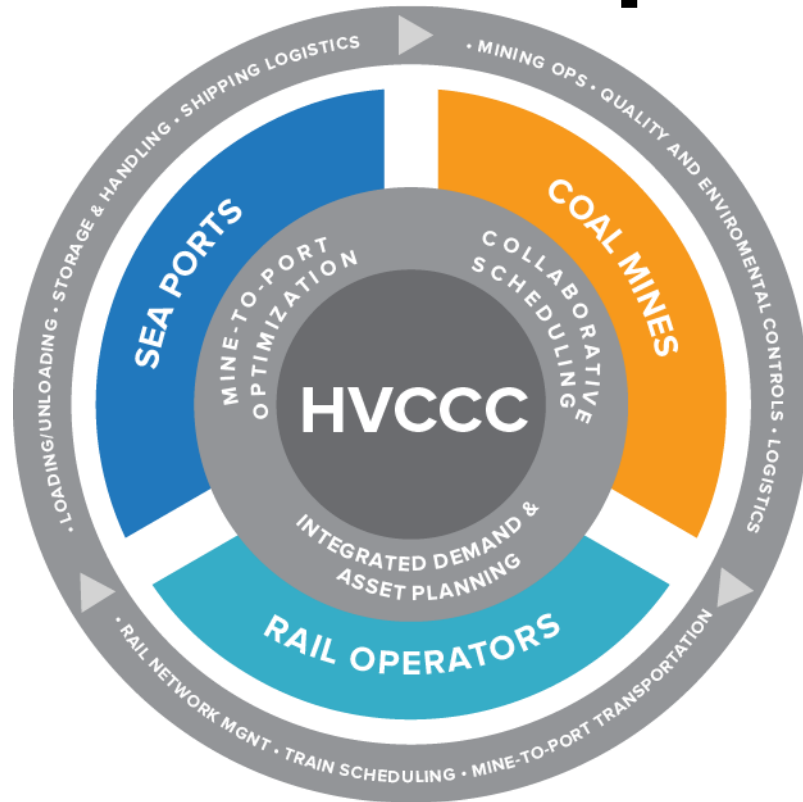 • MINING OPS • QUALITY AND ENVIROMENTAL CONTROLS • LOGISTICS
• RAIL NETWORK MGNT • TRAIN SCHEDULING • MINE-TO-PORT TRANSPORTATION
• LOADING/UNLOADING • STORAGE & HANDLING • SHIPPING LOGISTICS
SEA PORTS
COAL MINES
RAIL OPERATORS
MINE-TO-PORT
OPTIMIZATION
COLLABORATIVE
SCHEDULING
INTEGRATED DEMAND &
ASSET PLANNING
HVCCC